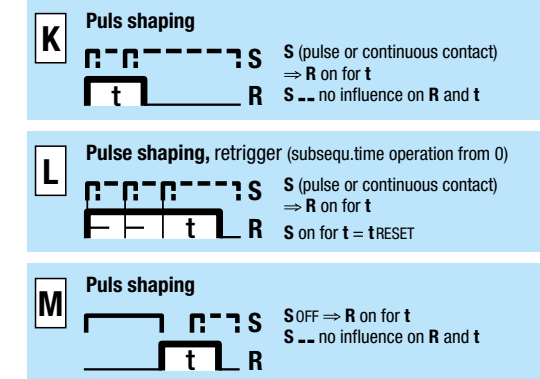 K
Puls shaping
S
S (pulse or continuous contact)
⇒ R on for t
t
R
S -- no influence on R and t
L
Pulse shaping, retrigger (subsequ.time operation from 0)
S
S (pulse or continuous contact)
⇒ R on for t
t
R
S on for t = tRESET
M
Puls shaping
S
S OFF ⇒ R on for t
S -- no influence on R and t
t
R